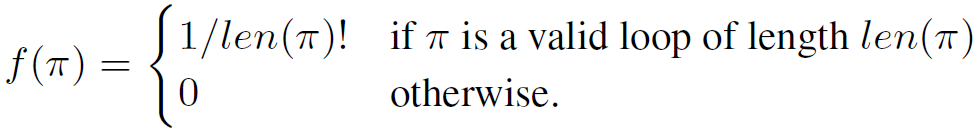 f(π) = { 1/len(π)! if π is a valid loop of length len(π)
0 otherwise.